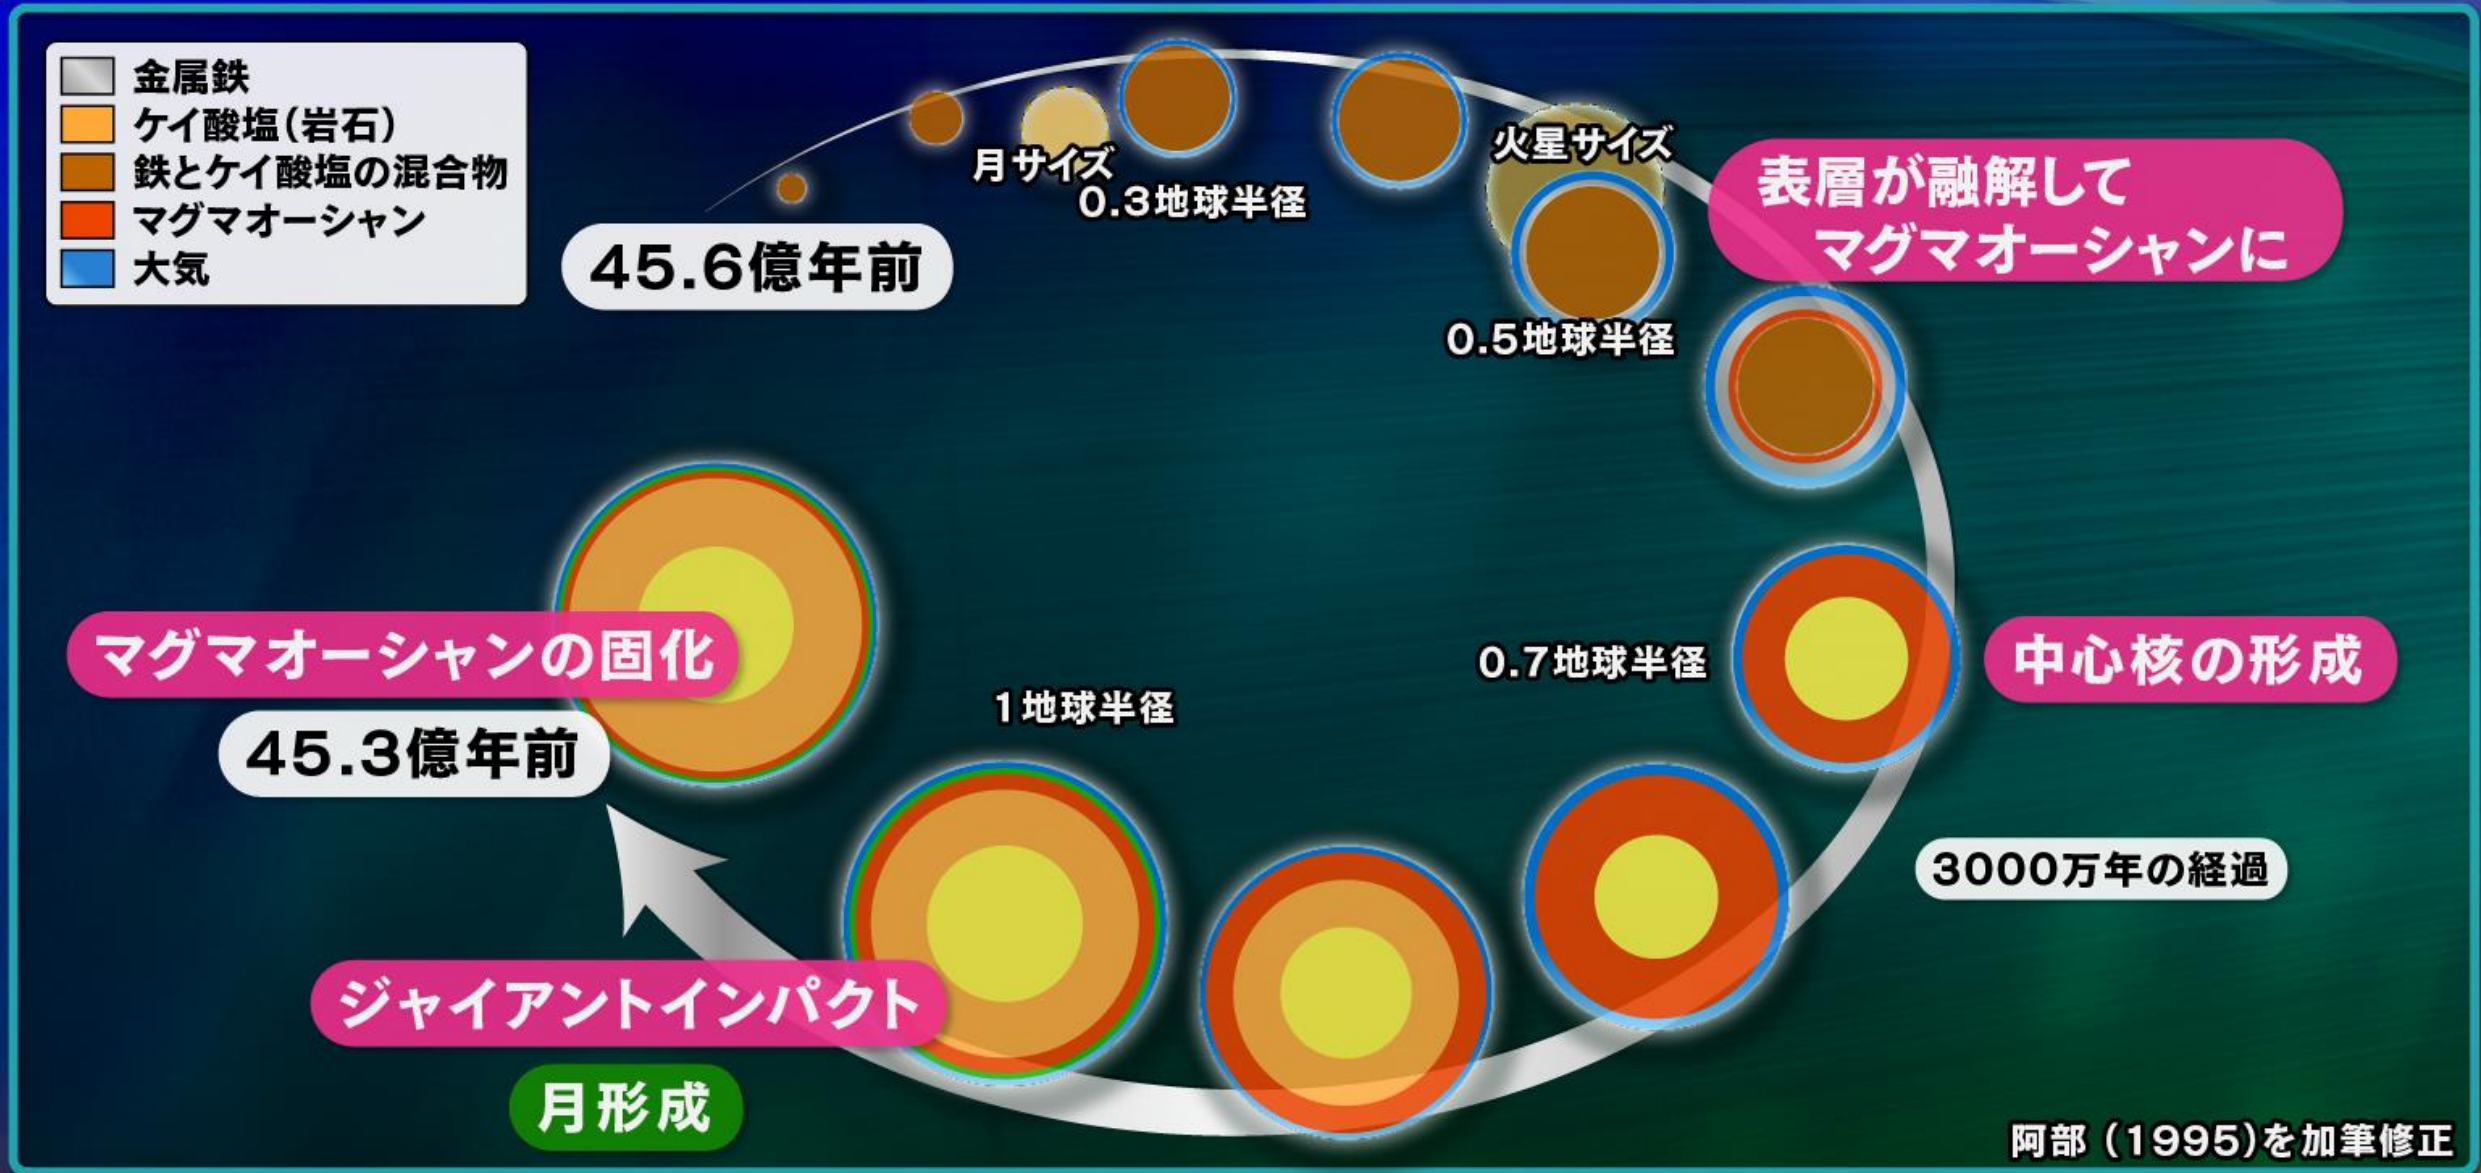 金属鉄
ケイ酸塩(岩石)
鉄とケイ酸塩の混合物
マグマオーシャン
大気
45.6億年前
月サイズ
0.3地球半径
火星サイズ
0.5地球半径
表層が融解して
マグマオーシャンに
0.7地球半径
中心核の形成
3000万年の経過
1地球半径
ジャイアントインパクト
月形成
マグマオーシャンの固化
45.3億年前
阿部(1995)を加筆修正